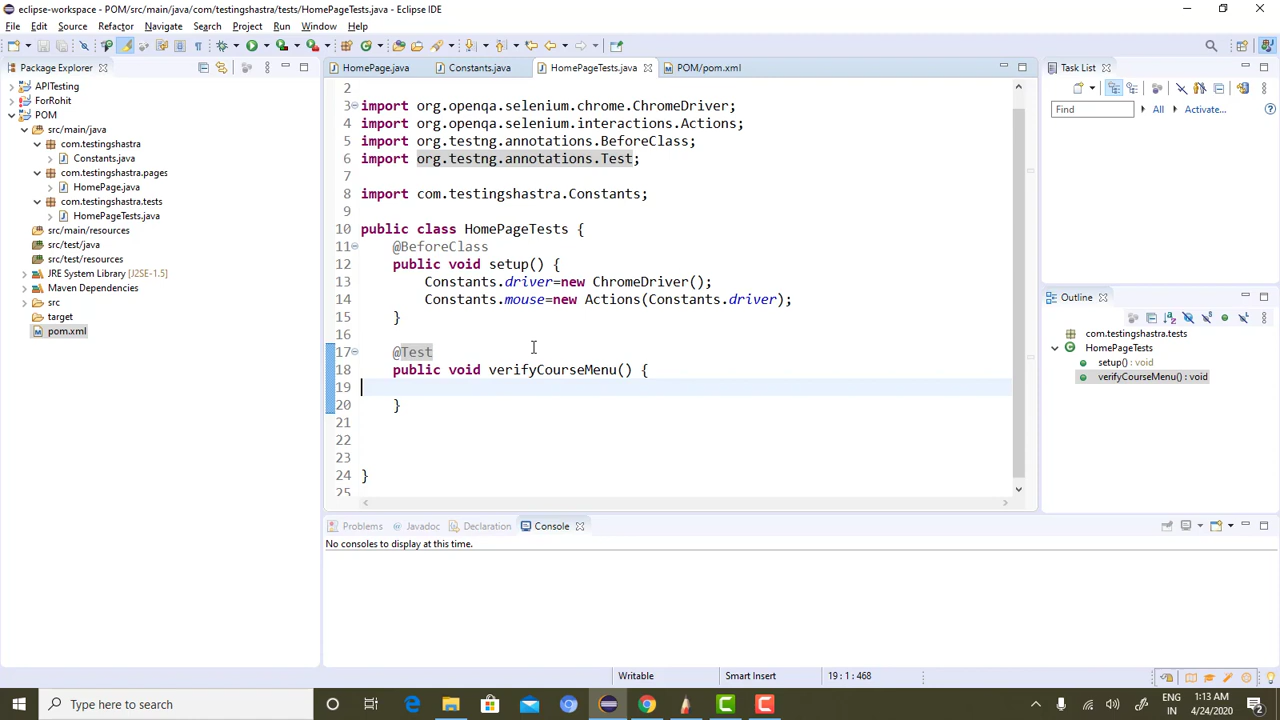 eclipse-workspace - POM/src/main/java/com/testingshastra/tests/HomePageTests.java - Eclipse IDE
File Edit Source Refactor Navigate Search Project Run Window Help
Package Explorer
APITesting
ForRohit
POM
src/main/java
com.testingshastra
Constants.java
com.testingshastra.pages
HomePage.java
com.testingshastra.tests
HomePageTests.java
src/main/resources
src/test/java
src/test/resources
JRE System Library [J2SE-1.5]
Maven Dependencies
src
target
pom.xml
HomePage.java Constants.java HomePageTests.java POM/pom.xml
2
3 import org.openqa.selenium.chrome.ChromeDriver;
4 import org.openqa.selenium.interactions.Actions;
5 import org.testng.annotations.BeforeClass;
6 import org.testng.annotations.Test;
7
8 import com.testingshastra.Constants;
9
10 public class HomePageTests {
11 @BeforeClass
12 public void setup() {
13 Constants.driver=new ChromeDriver();
14 Constants.mouse=new Actions(Constants.driver);
15 }
16
17 @Test
18 public void verifyCourseMenu() {
19
20 }
21
22
23
24 }
25
Task List
Find All Activate...
Outline
com.testingshastra.tests
HomePageTests
setup() : void
verifyCourseMenu() : void
Problems Javadoc Declaration Console
No consoles to display at this time.
Writable Smart Insert 19 : 1 : 468
Type here to search
ENG
IN
1:13 AM
4/24/2020
2